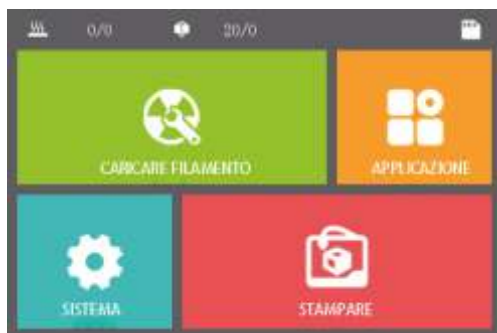 0/0 20/0
CARICARE FILAMENTO
APPLICAZIONE
SISTEMA
STAMPARE